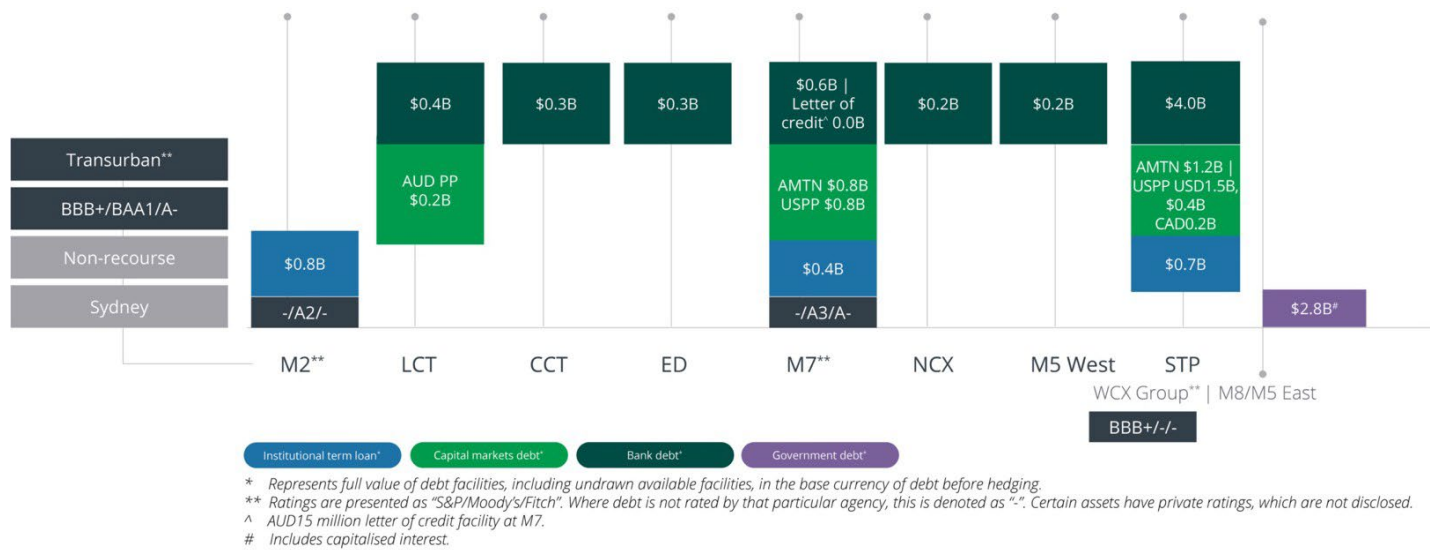 Transurban**
BBB+/BAA1/A-
Non-recourse
Sydney
$0.8B
-/A2/-
M2**
$0.4B
AUD PP
$0.2B
LCT
$0.3B
CCT
$0.3B
ED
$0.6B |
Letter of
credit^ 0.0B
AMTN $0.8B
USPP $0.8B
$0.4B
-/A3/A-
M7**
$0.2B
NCX
$0.2B
M5 West
$4.0B
AMTN $1.2B |
USPP USD1.5B,
$0.4B
CAD0.2B
$0.7B
STP
$2.8B#
WCX Group** | M8/M5 East
BBB+/-/-
Institutional term loan*
Capital markets debt*
Bank debt*
Government debt*
* Represents full value of debt facilities, including undrawn available facilities, in the base currency of debt before hedging.
** Ratings are presented as “S&P/Moody’s/Fitch”. Where debt is not rated by that particular agency, this is denoted as “-”. Certain assets have private ratings, which are not disclosed.
^ AUD15 million letter of credit facility at M7.
# Includes capitalised interest.